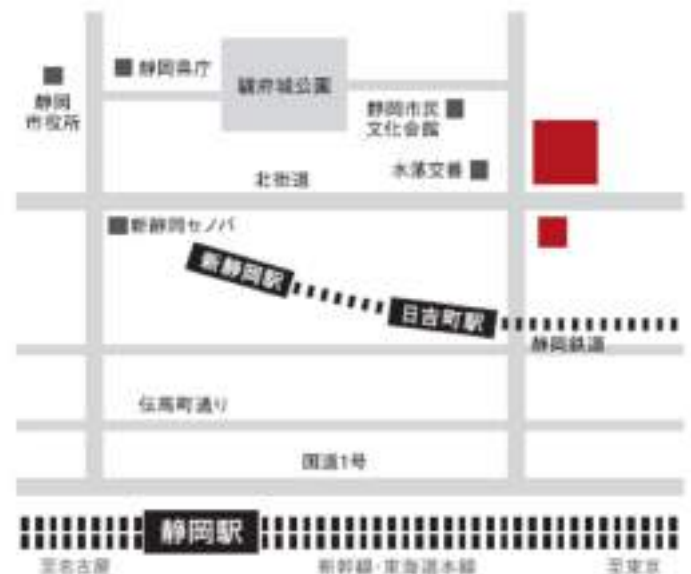 静岡県庁
駿府城公園
静岡
市役所
静岡市民
文化会館
水落交番
北街道
新静岡セノバ
新静岡駅
日吉町駅
静岡鉄道
伝馬町通り
国道1号
静岡駅
至名古屋
新幹線・東海道本線
至東京